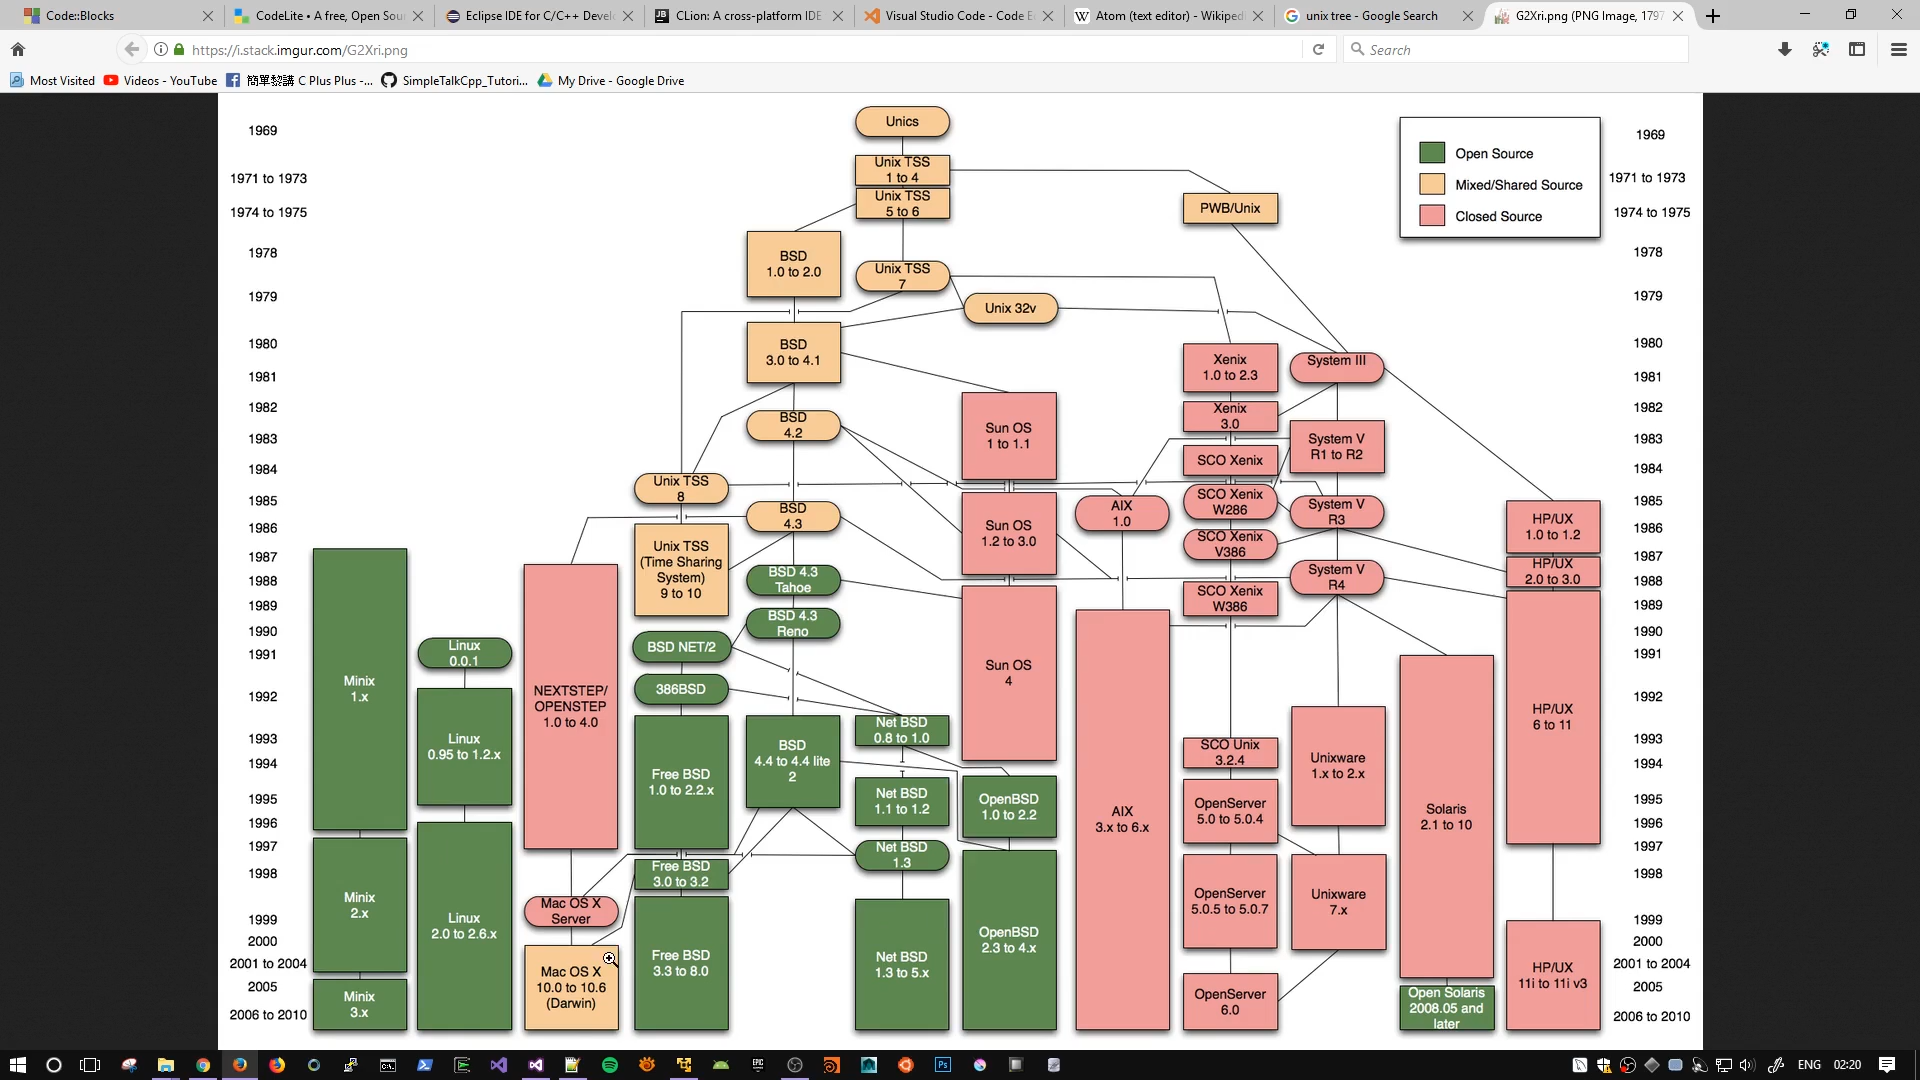 Code::Blocks
CodeLite • A free, Open Sou
Eclipse IDE for C/C++ Devel
CLion: A cross-platform IDE
Visual Studio Code - Code E
Atom (text editor) - Wikiped
unix tree - Google Search
G2Xri.png (PNG Image, 1797
https://i.stack.imgur.com/G2Xri.png
Search
Most Visited
Videos - YouTube
簡單黎講 C Plus Plus -...
SimpleTalkCpp_Tutori...
My Drive - Google Drive
Unics
1969
1969
Open Source
Mixed/Shared Source
Closed Source
Unix TSS
1 to 4
1971 to 1973
1971 to 1973
Unix TSS
5 to 6
PWB/Unix
1974 to 1975
1974 to 1975
1978
1978
BSD
1.0 to 2.0
Unix TSS
7
1979
1979
Unix 32v
1980
1980
BSD
3.0 to 4.1
Xenix
1.0 to 2.3
System III
1981
1981
1982
1982
BSD
4.2
Xenix
3.0
Sun OS
1 to 1.1
1983
1983
System V
R1 to R2
SCO Xenix
1984
1984
Unix TSS
8
1985
1985
SCO Xenix
W286
AIX
1.0
System V
R3
BSD
4.3
1986
1986
Sun OS
1.2 to 3.0
HP/UX
1.0 to 1.2
SCO Xenix
V386
1987
1987
Unix TSS
(Time Sharing
System)
9 to 10
HP/UX
2.0 to 3.0
BSD 4.3
Tahoe
System V
R4
1988
1988
SCO Xenix
W386
1989
1989
BSD 4.3
Reno
1990
1990
BSD NET/2
Linux
0.0.1
1991
1991
Sun OS
4
Minix
1.x
386BSD
1992
1992
NEXTSTEP/
OPENSTEP
1.0 to 4.0
HP/UX
6 to 11
Net BSD
0.8 to 1.0
1993
1993
Linux
0.95 to 1.2.x
BSD
4.4 to 4.4 lite
2
SCO Unix
3.2.4
1994
1994
Unixware
1.x to 2.x
Free BSD
1.0 to 2.2.x
Net BSD
1.1 to 1.2
OpenBSD
1.0 to 2.2
AIX
3.x to 6.x
OpenServer
5.0 to 5.0.4
Solaris
2.1 to 10
1995
1995
1996
1996
1997
1997
Net BSD
1.3
Free BSD
3.0 to 3.2
1998
1998
Minix
2.x
Mac OS X
Server
OpenServer
5.0.5 to 5.0.7
Unixware
7.x
1999
1999
Linux
2.0 to 2.6.x
OpenBSD
2.3 to 4.x
2000
2000
Free BSD
3.3 to 8.0
Net BSD
1.3 to 5.x
2001 to 2004
2001 to 2004
Mac OS X
10.0 to 10.6
(Darwin)
HP/UX
11i to 11i v3
2005
2005
Minix
3.x
OpenServer
6.0
Open Solaris
2008.05 and
later
2006 to 2010
2006 to 2010
EPIC
Ps
ENG
02:20